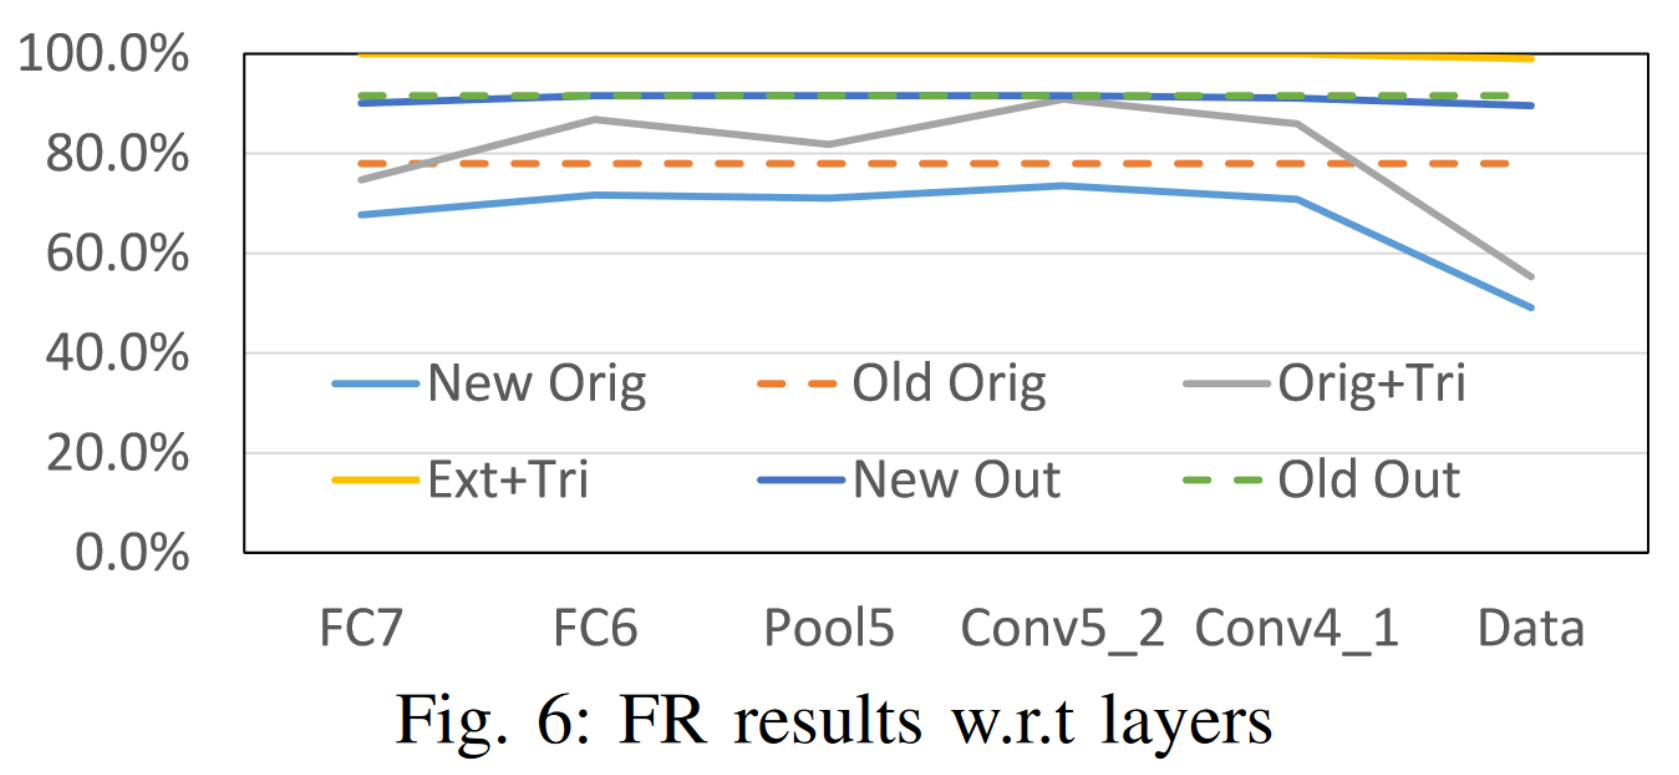 100.0%
80.0%
60.0%
40.0%
20.0%
0.0%
New Orig Old Orig Orig+Tri
Ext+Tri New Out Old Out
FC7 FC6 Pool5 Conv5_2 Conv4_1 Data
Fig. 6: FR results w.r.t layers